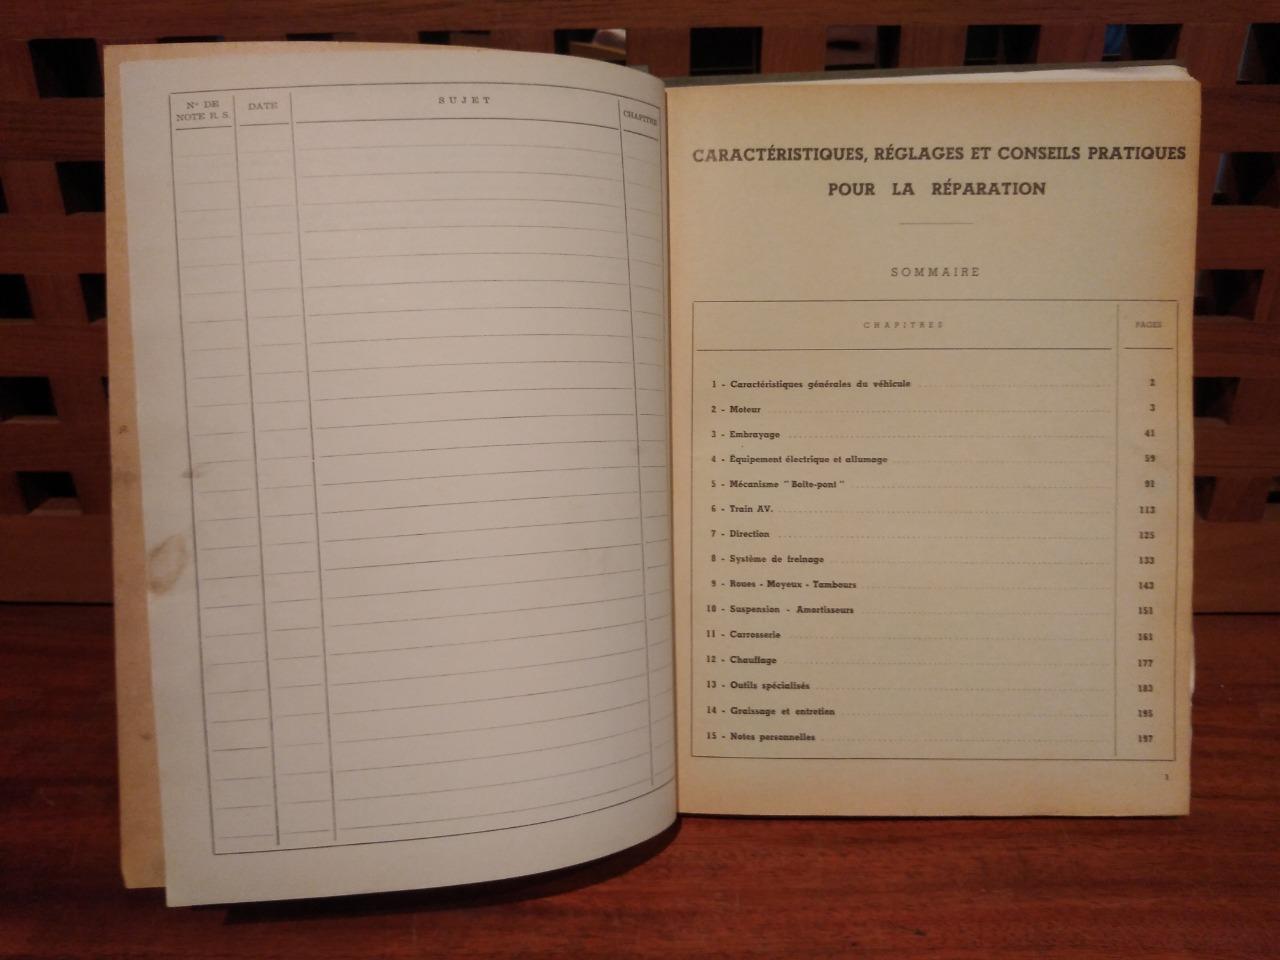 N° DE
NOTE R. S.
DATE
SUJET
CHAPITRE
CARACTÉRISTIQUES, RÉGLAGES ET CONSEILS PRATIQUES
POUR LA RÉPARATION
SOMMAIRE
CHAPITRES PAGES
1 - Caractéristiques générales du véhicule 2
2 - Moteur 3
3 - Embrayage 41
4 - Équipement électrique et allumage 59
5 - Mécanisme "Boîte-pont" 91
6 - Train AV. 113
7 - Direction 125
8 - Système de freinage 133
9 - Roues - Moyeux - Tambours 143
10 - Suspension - Amortisseurs 151
11 - Carrosserie 161
12 - Chauffage 177
13 - Outils spécialisés 183
14 - Graissage et entretien 195
15 - Notes personnelles 197
1